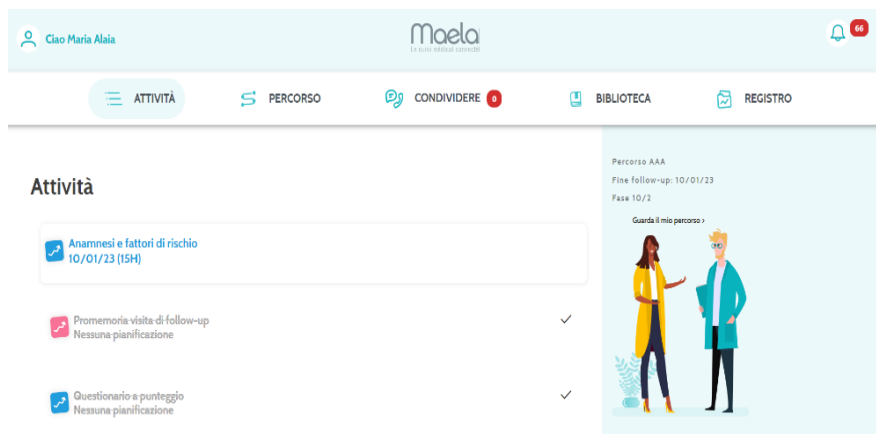 Ciao Maria Alaia
Maela
66
ATTIVITÀ
PERCORSO
CONDIVIDERE 0
BIBLIOTECA
REGISTRO
Attività
Anamnesi e fattori di rischio
10/01/23 (15H)
Promemoria visita di follow-up
Nessuna pianificazione
Questionario a punteggio
Nessuna pianificazione
Percorso AAA
Fine follow-up: 10/01/23
Fase 10/2
Guarda il mio percorso >